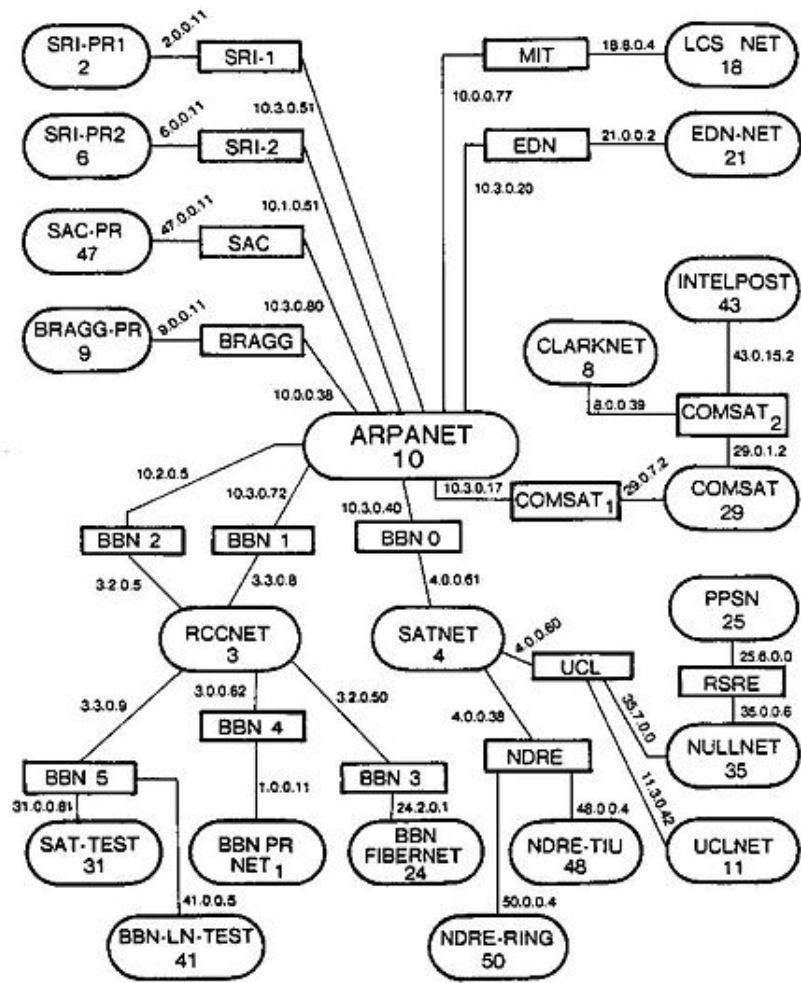 SRI-PR1
2
2.0.0.11
SRI-1
10.3.0.51
MIT
18.8.0.4
LCS NET
18
10.0.0.77
SRI-PR2
6
6.0.0.11
SRI-2
10.1.0.51
EDN
21.0.0.2
EDN-NET
21
10.3.0.20
SAC-PR
47
47.0.0.11
SAC
10.3.0.80
BRAGG-PR
9
9.0.0.11
BRAGG
10.0.0.38
INTELPOST
43
43.0.15.2
CLARKNET
8
8.0.0.39
COMSAT2
29.0.1.2
ARPANET
10
10.3.0.17
COMSAT1
29.0.7.2
COMSAT
29
10.2.0.5
BBN 2
3.2.0.5
10.3.0.72
BBN 1
3.3.0.8
10.3.0.40
BBN 0
4.0.0.61
RCCNET
3
SATNET
4
4.0.0.60
UCL
PPSN
25
25.6.0.0
RSRE
35.0.0.6
35.7.0.0
NULLNET
35
11.3.0.42
UCLNET
11
3.3.0.9
BBN 5
3.0.0.62
BBN 4
3.2.0.50
BBN 3
4.0.0.38
NDRE
31.0.0.61
SAT-TEST
31
1.0.0.11
BBN PR
NET1
24.2.0.1
BBN
FIBERNET
24
48.0.0.4
NDRE-TIU
48
41.0.0.5
BBN-LN-TEST
41
50.0.0.4
NDRE-RING
50